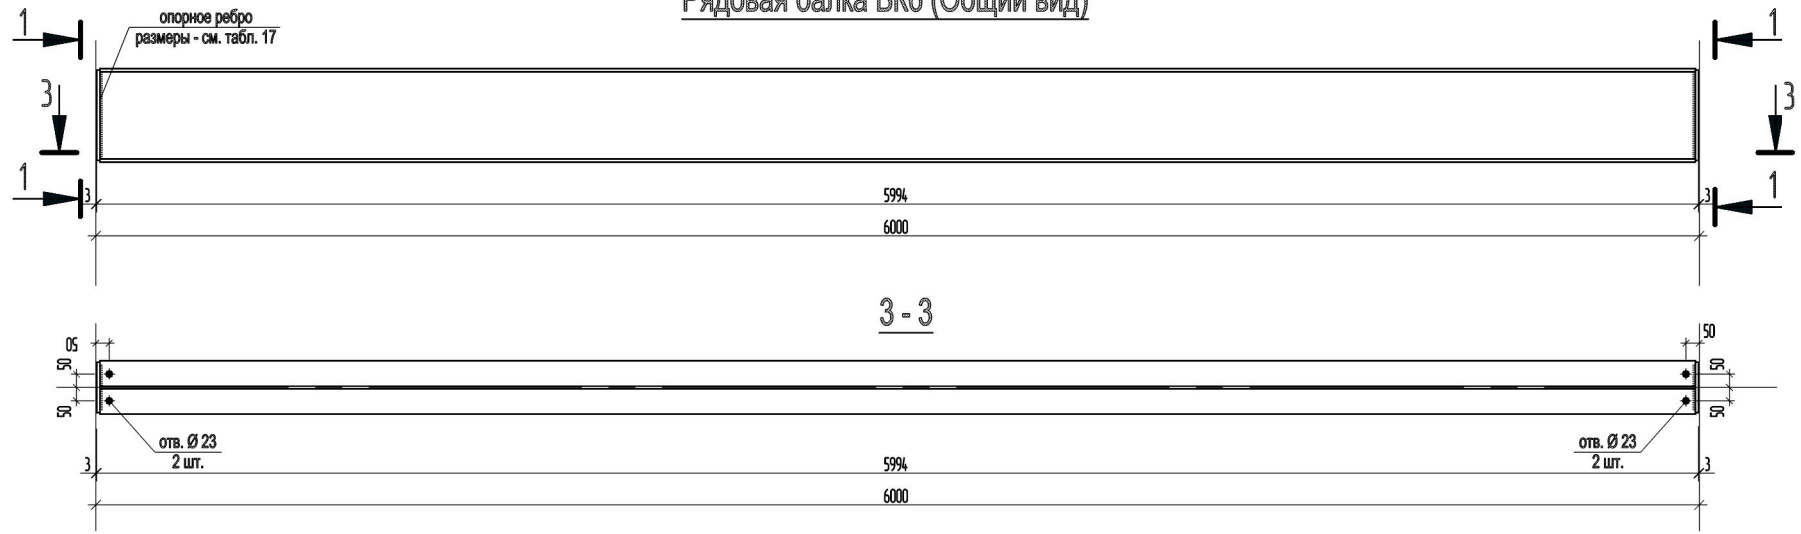 Рядовая балка БК6 (Общий вид)
1
опорное ребро
размеры - см. табл. 17
1
3
3
1
1
3
5994
3
6000
3 - 3
50
50
50
50
50
50
отв. Ø 23
2 шт.
отв. Ø 23
2 шт.
3
5994
3
6000